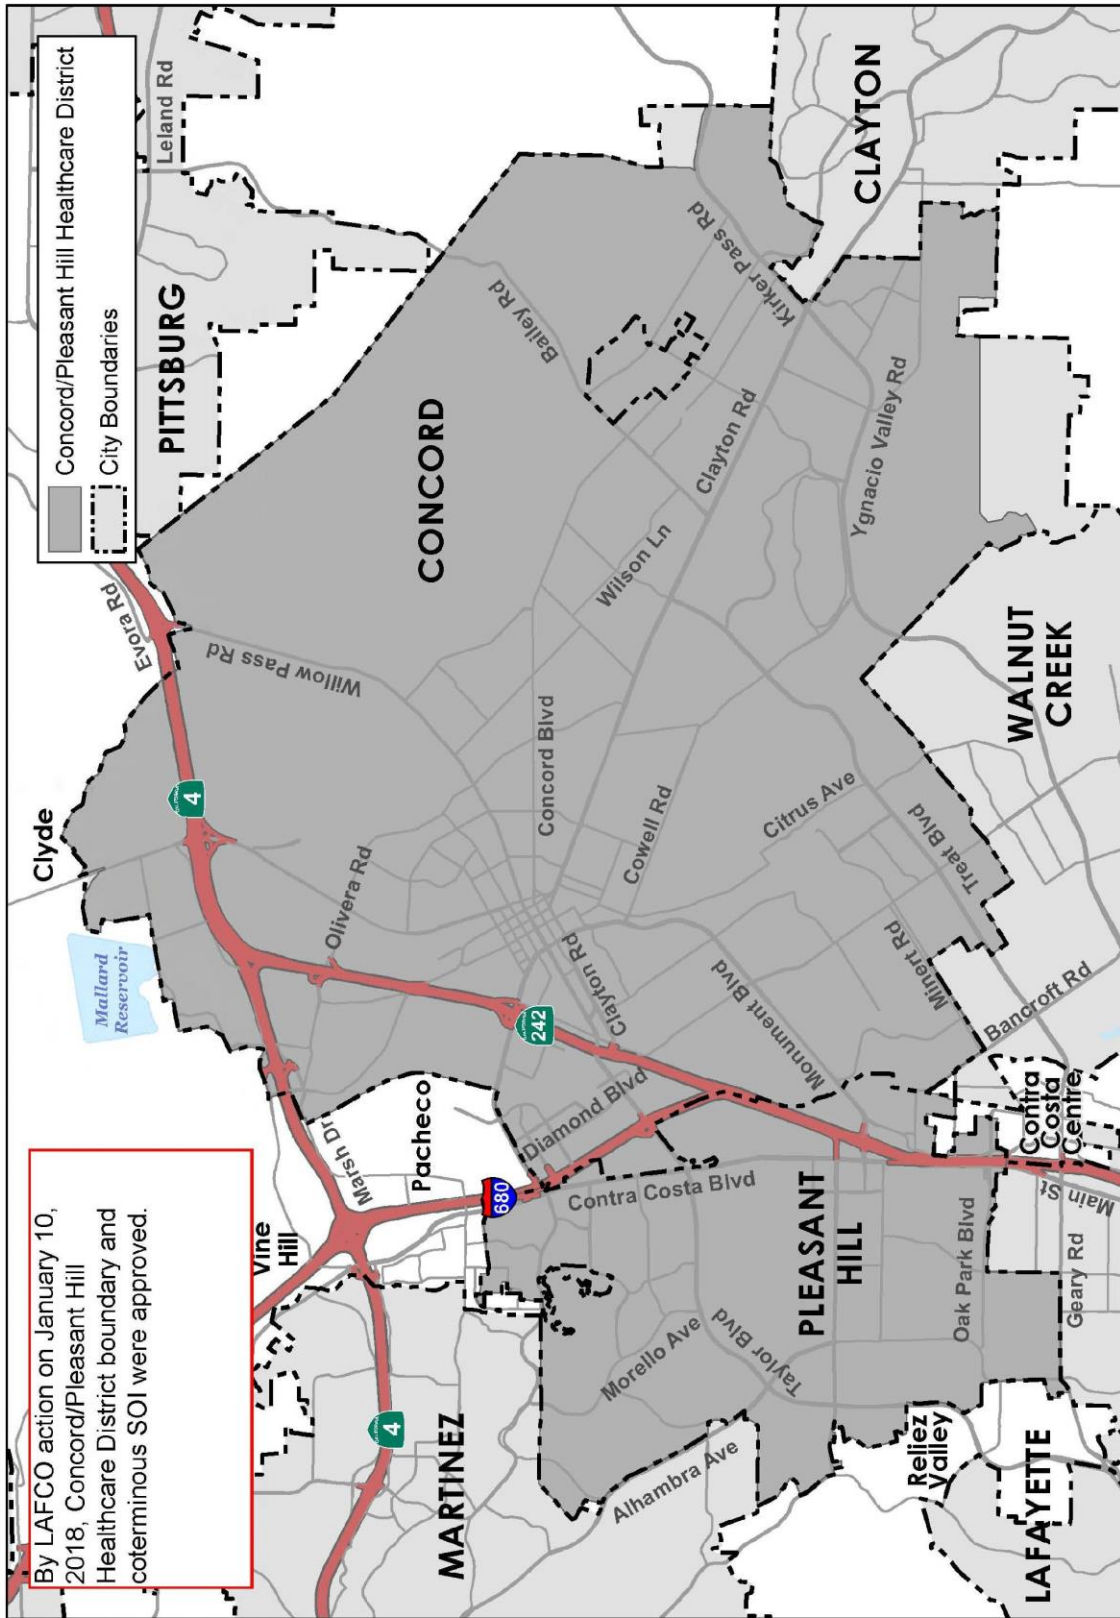 By LAFCO action on January 10,
2018, Concord/Pleasant Hill
Healthcare District boundary and
coterminous SOI were approved.
Concord/Pleasant Hill Healthcare District
City Boundaries
Clyde
Mallard
Reservoir
Evora Rd
Leland Rd
PITTSBURG
4
Vine
Hill
Marsh Dr
4
Olivera Rd
Willow Pass Rd
Pacheco
CONCORD
Bailey Rd
MARTINEZ
680
242
Diamond Blvd
Clayton Rd
Concord Blvd
Wilson Ln
Contra Costa Blvd
Cowell Rd
Clayton Rd
Kirker Pass Rd
Morello Ave
Monument Blvd
Citrus Ave
Taylor Blvd
PLEASANT
HILL
Ygnacio Valley Rd
CLAYTON
Alhambra Ave
Minert Rd
Treat Blvd
Reliez
Valley
Oak Park Blvd
Bancroft Rd
WALNUT
CREEK
LAFAYETTE
Geary Rd
Main St
Contra
Costa
Centre